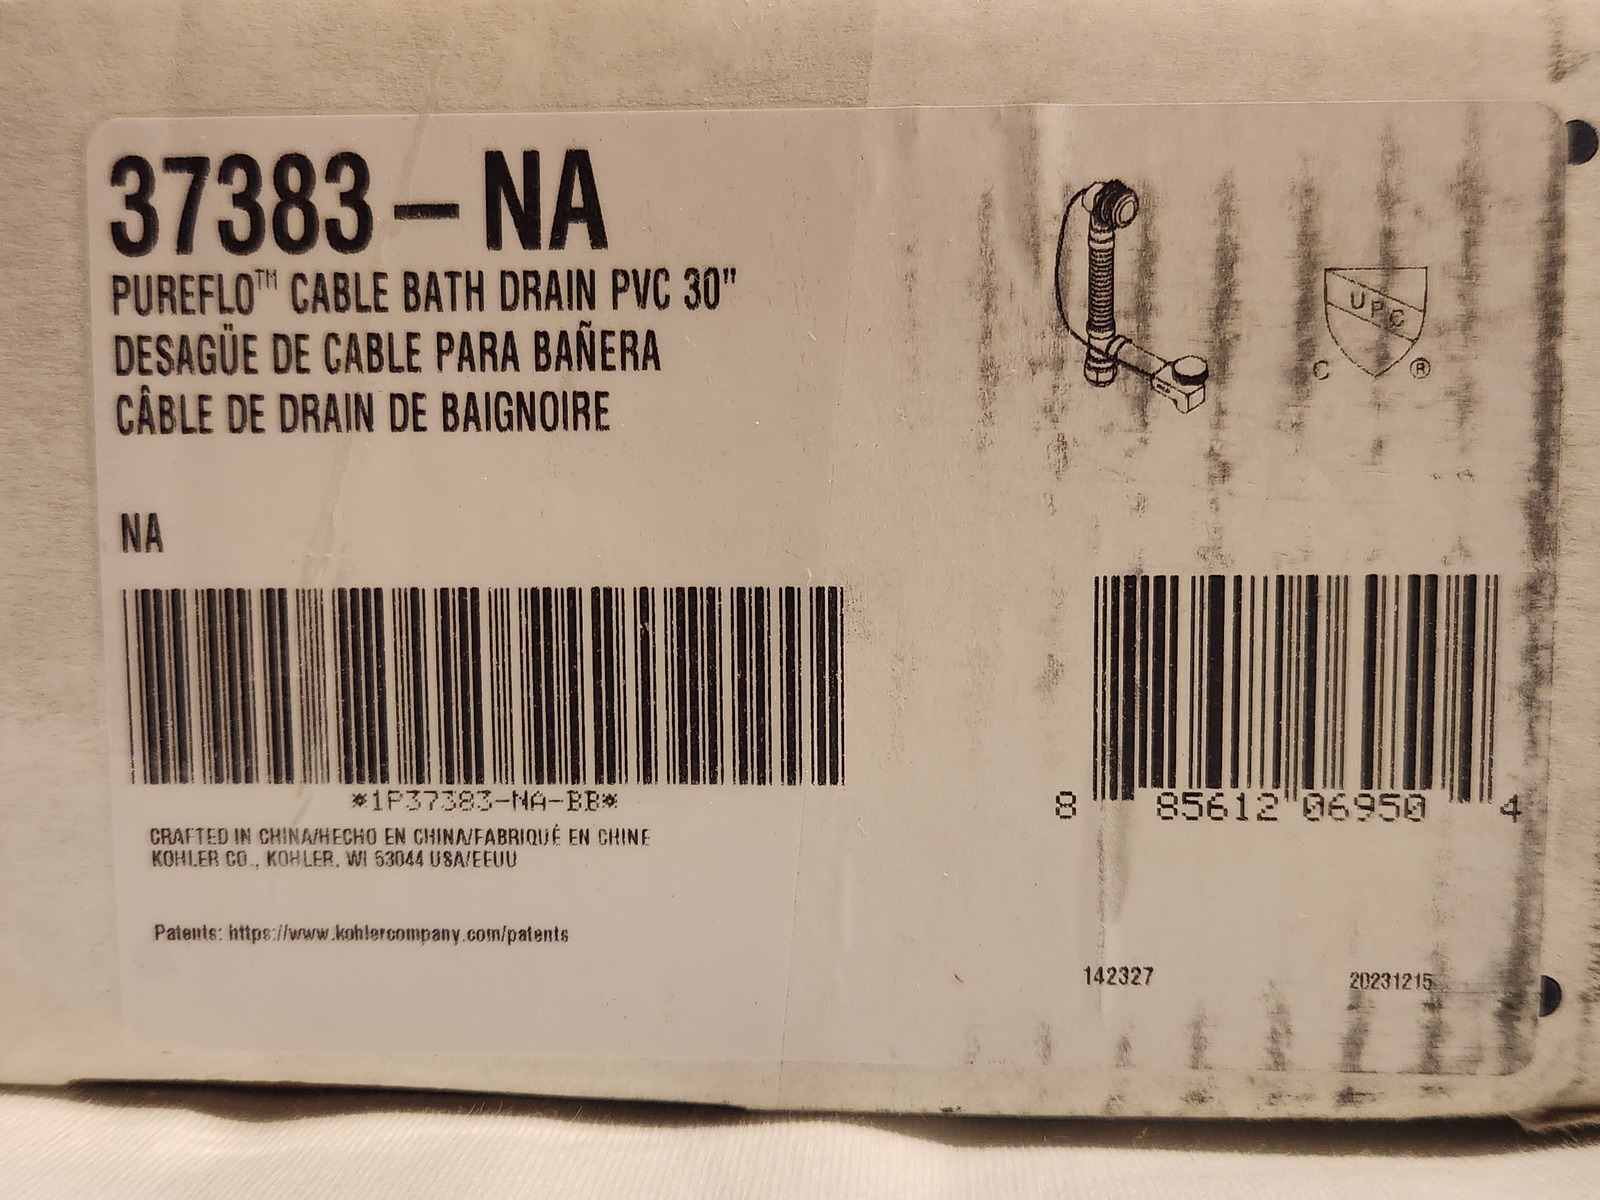 37383-NA
PUREFLO™ CABLE BATH DRAIN PVC 30"
DESAGÜE DE CABLE PARA BAÑERA
CÂBLE DE DRAIN DE BAIGNOIRE
UPC
C ®
NA
*1P37383-NA-BB*
8 85612 06950 4
CRAFTED IN CHINA/HECHO EN CHINA/FABRIQUÉ EN CHINE
KOHLER CO., KOHLER, WI 53044 USA/EEUU
Patents: https://www.kohlercompany.com/patents
142327 20231215